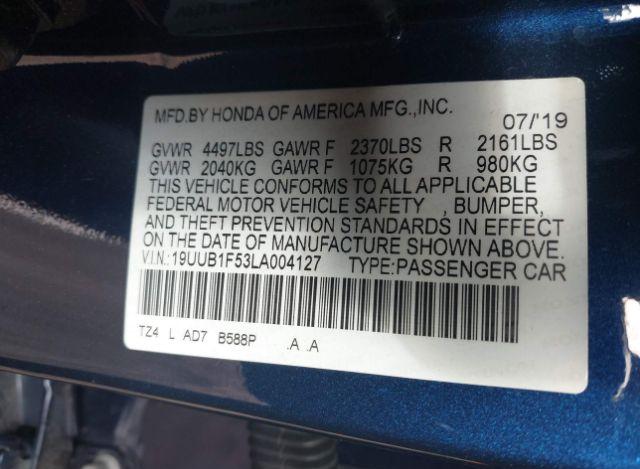 MFD.BY HONDA OF AMERICA MFG.,INC.
07/'19
GVWR 4497LBS GAWR F 2370LBS R 2161LBS
GVWR 2040KG GAWR F 1075KG R 980KG
THIS VEHICLE CONFORMS TO ALL APPLICABLE
FEDERAL MOTOR VEHICLE SAFETY , BUMPER,
AND THEFT PREVENTION STANDARDS IN EFFECT
ON THE DATE OF MANUFACTURE SHOWN ABOVE.
V.I.N.:19UUB1F53LA004127 TYPE:PASSENGER CAR
TZ4 L AD7 B588P .A .A